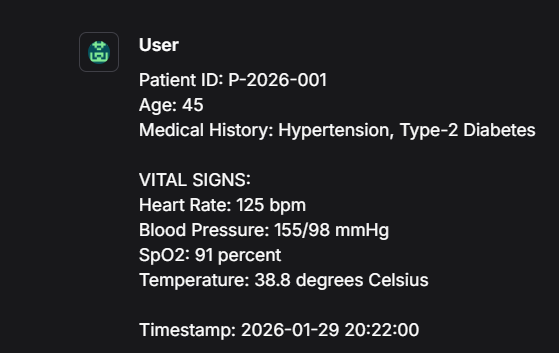 User
Patient ID: P-2026-001
Age: 45
Medical History: Hypertension, Type-2 Diabetes
VITAL SIGNS:
Heart Rate: 125 bpm
Blood Pressure: 155/98 mmHg
SpO2: 91 percent
Temperature: 38.8 degrees Celsius
Timestamp: 2026-01-29 20:22:00